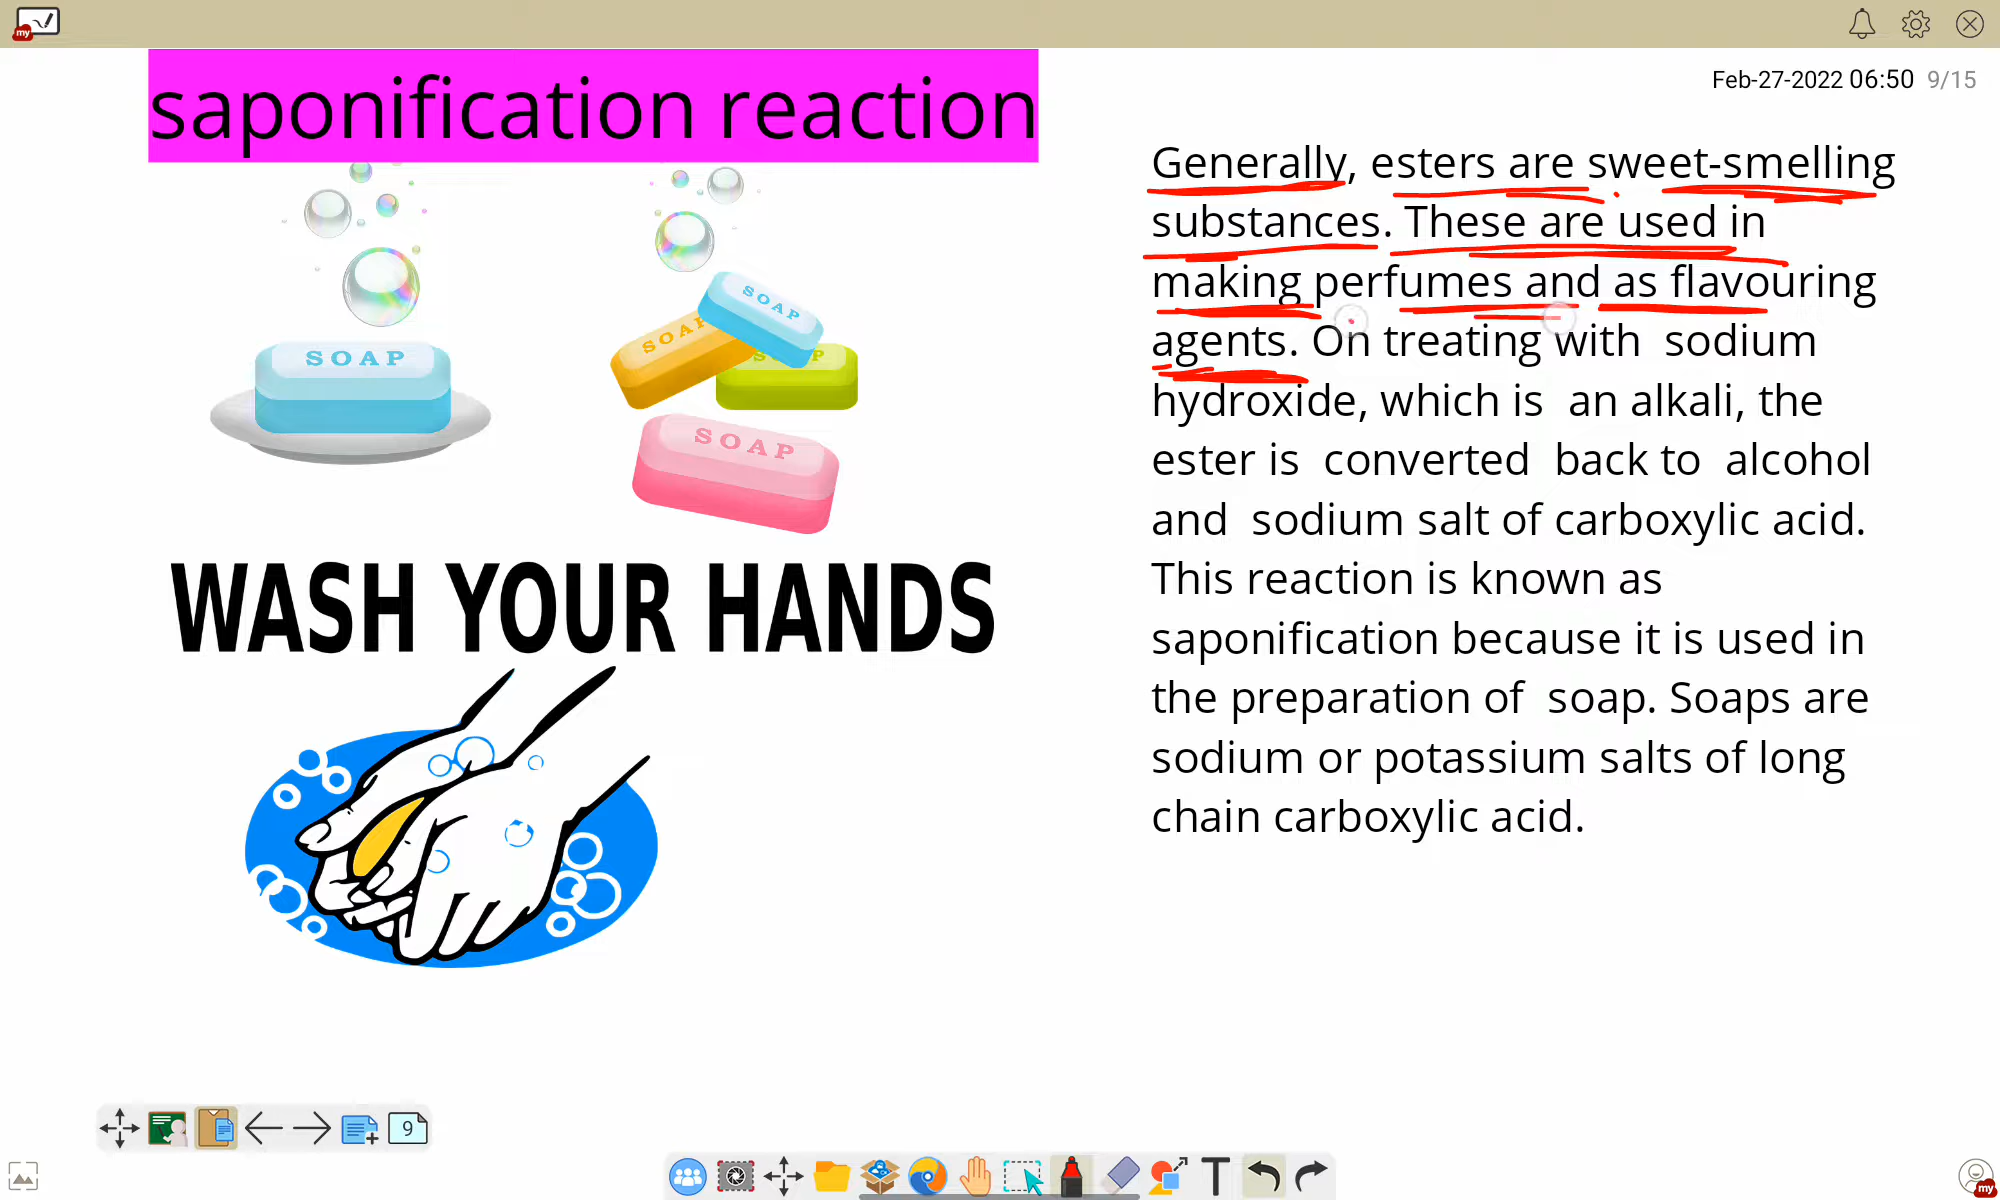 my
Feb-27-2022 06:50 9/15
saponification reaction
SOAP
SOAP
SOAP
SOAP
WASH YOUR HANDS
Generally, esters are sweet-smelling
substances. These are used in
making perfumes and as flavouring
agents. On treating with sodium
hydroxide, which is an alkali, the
ester is converted back to alcohol
and sodium salt of carboxylic acid.
This reaction is known as
saponification because it is used in
the preparation of soap. Soaps are
sodium or potassium salts of long
chain carboxylic acid.
9
T
my